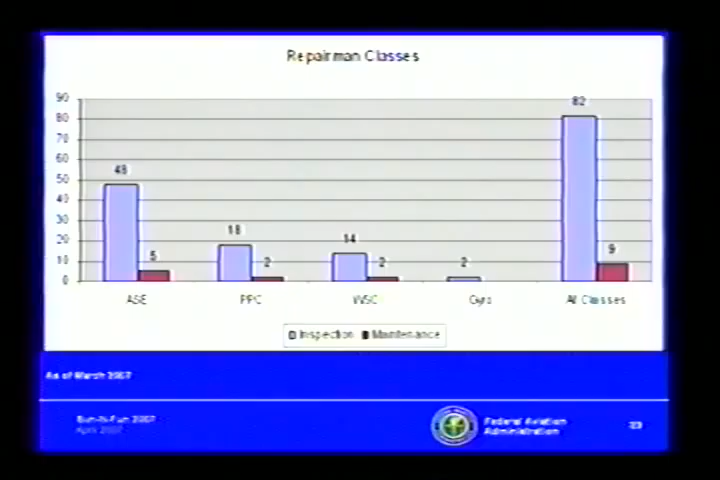 Repairman Classes
90
80
70
60
50
40
30
20
10
0
48
5
18
2
14
2
2
82
9
ASE
PPC
WSC
Gyro
All Classes
Inspection
Maintenance
As of March 2007
Sun-N-Fun 2007
April 2007
Federal Aviation
Administration